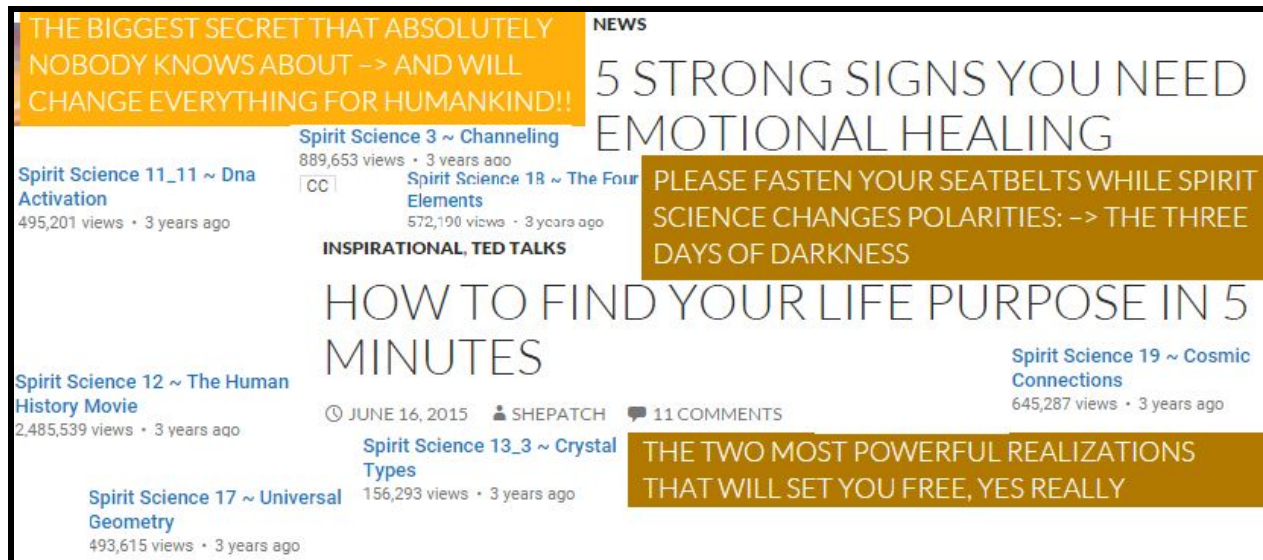 THE BIGGEST SECRET THAT ABSOLUTELY
NOBODY KNOWS ABOUT –> AND WILL
CHANGE EVERYTHING FOR HUMANKIND!!
NEWS
5 STRONG SIGNS YOU NEED
EMOTIONAL HEALING
Spirit Science 3 ~ Channeling
889,653 views • 3 years ago
CC
Spirit Science 11_11 ~ Dna
Activation
495,201 views • 3 years ago
Spirit Science 18 ~ The Four
Elements
572,190 views • 3 years ago
PLEASE FASTEN YOUR SEATBELTS WHILE SPIRIT
SCIENCE CHANGES POLARITIES: –> THE THREE
DAYS OF DARKNESS
INSPIRATIONAL, TED TALKS
HOW TO FIND YOUR LIFE PURPOSE IN 5
MINUTES
JUNE 16, 2015 SHEPATCH 11 COMMENTS
Spirit Science 19 ~ Cosmic
Connections
645,287 views • 3 years ago
Spirit Science 12 ~ The Human
History Movie
2,485,539 views • 3 years ago
Spirit Science 13_3 ~ Crystal
Types
156,293 views • 3 years ago
THE TWO MOST POWERFUL REALIZATIONS
THAT WILL SET YOU FREE, YES REALLY
Spirit Science 17 ~ Universal
Geometry
493,615 views • 3 years ago